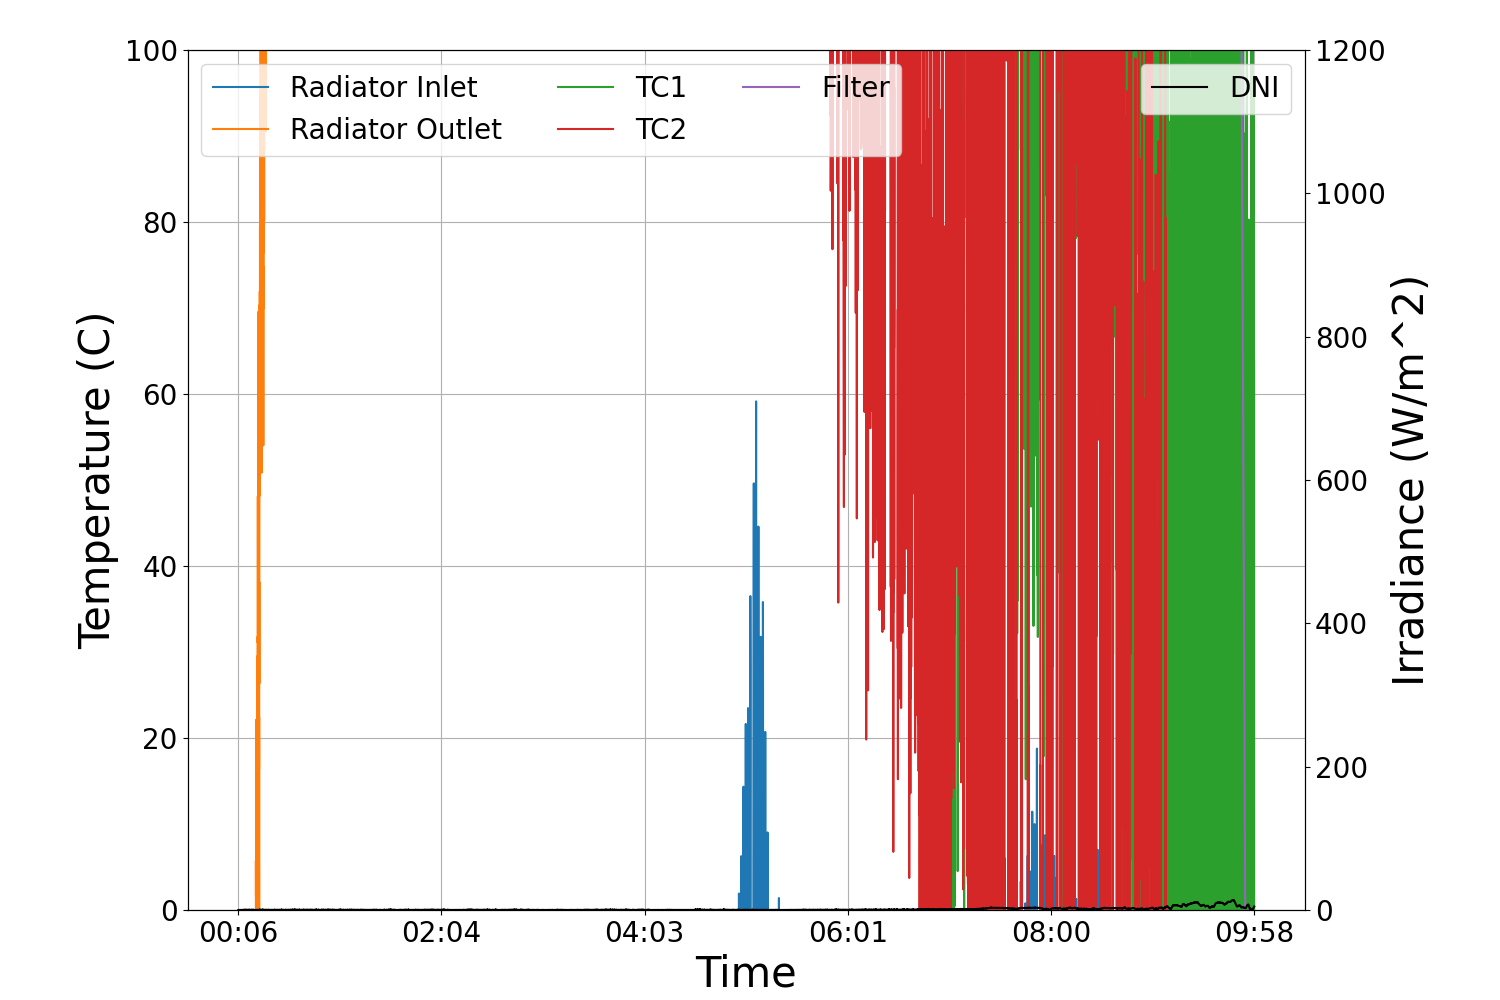 100
80
60
40
20
0
Temperature (C)
Radiator Inlet
Radiator Outlet
TC1
TC2
Filter
DNI
1200
1000
800
600
400
200
0
Irradiance (W/m^2)
00:06
02:04
04:03
06:01
08:00
09:58
Time